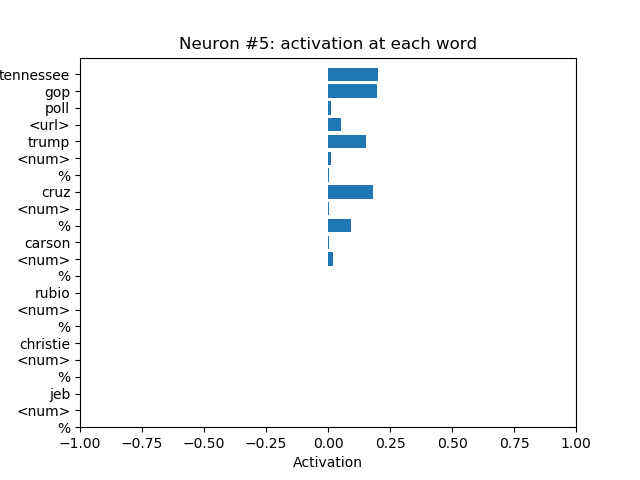 Neuron #5: activation at each word
tennessee
gop
poll
<url>
trump
<num>
%
cruz
<num>
%
carson
<num>
%
rubio
<num>
%
christie
<num>
%
jeb
<num>
%
−1.00 −0.75 −0.50 −0.25 0.00 0.25 0.50 0.75 1.00
Activation